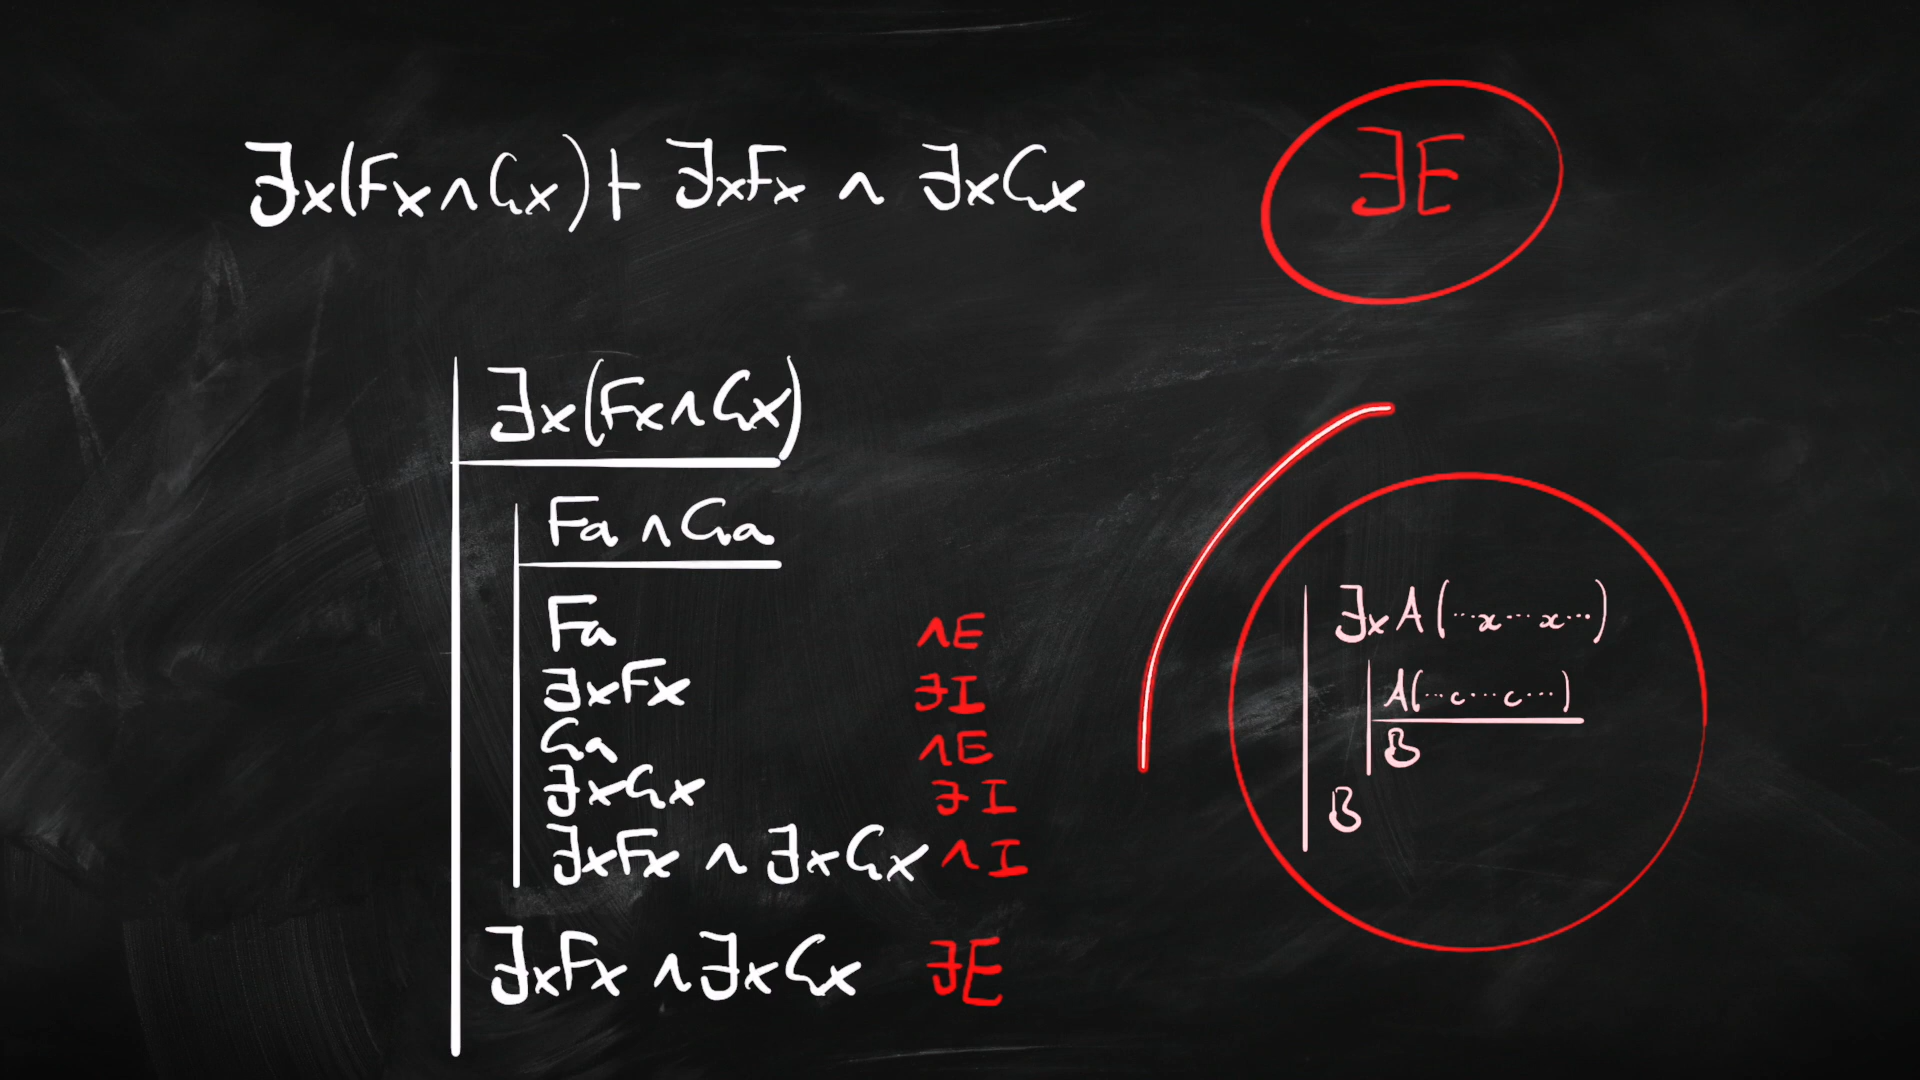 ∃x(Fx∧Gx)⊢ ∃xFx ∧ ∃xGx
∃E
∃x(Fx∧Gx)
Fa ∧ Ga
Fa ∧E
∃xFx ∃I
Ga ∧E
∃xGx ∃I
∃xFx ∧ ∃xGx ∧I
∃xFx ∧ ∃xGx ∃E
∃xA(…x…x…)
A(…c…c…)
B
B